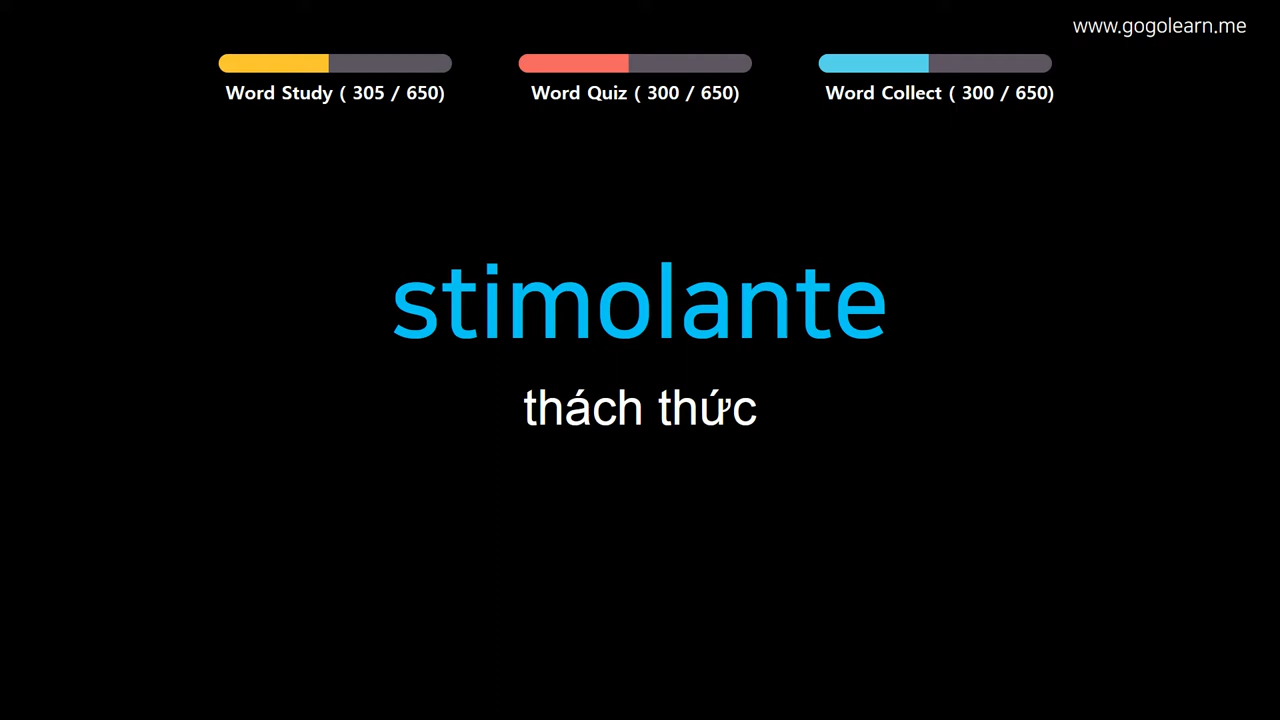 www.gogolearn.me
Word Study ( 305 / 650)
Word Quiz ( 300 / 650)
Word Collect ( 300 / 650)
stimolante
thách thức